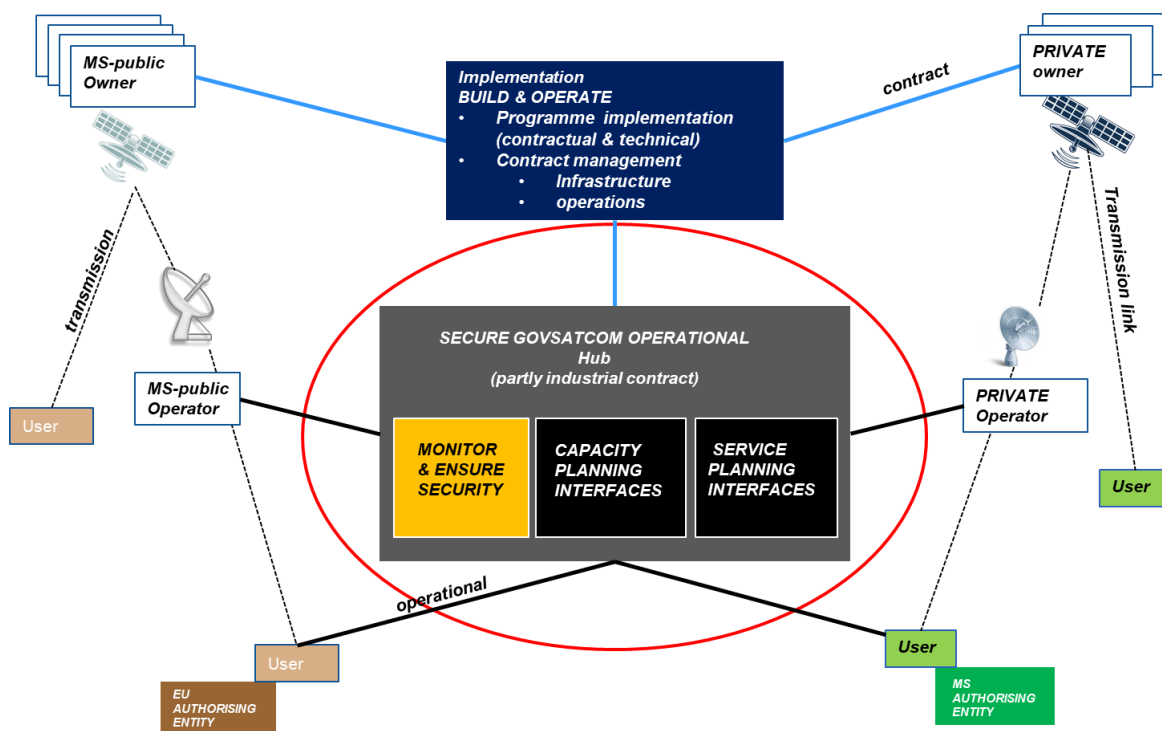 MS-public
Owner
Implementation
BUILD & OPERATE
• Programme implementation
(contractual & technical)
• Contract management
• Infrastructure
• operations
contract
PRIVATE
owner
transmission
Transmission link
SECURE GOVSATCOM OPERATIONAL
Hub
(partly industrial contract)
MS-public
Operator
User
MONITOR
& ENSURE
SECURITY
CAPACITY
PLANNING
INTERFACES
SERVICE
PLANNING
INTERFACES
PRIVATE
Operator
User
operational
User
EU
AUTHORISING
ENTITY
User
MS
AUTHORISING
ENTITY